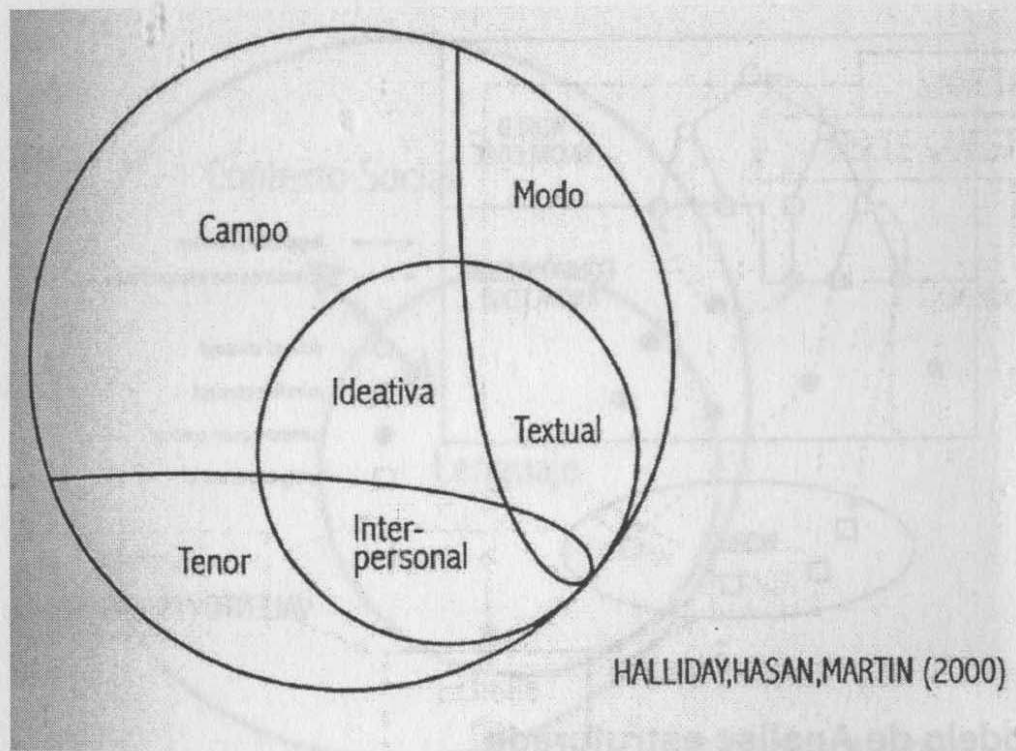 Modo
Campo
Ideativa
Textual
Inter-
personal
Tenor
HALLIDAY,HASAN,MARTIN (2000)